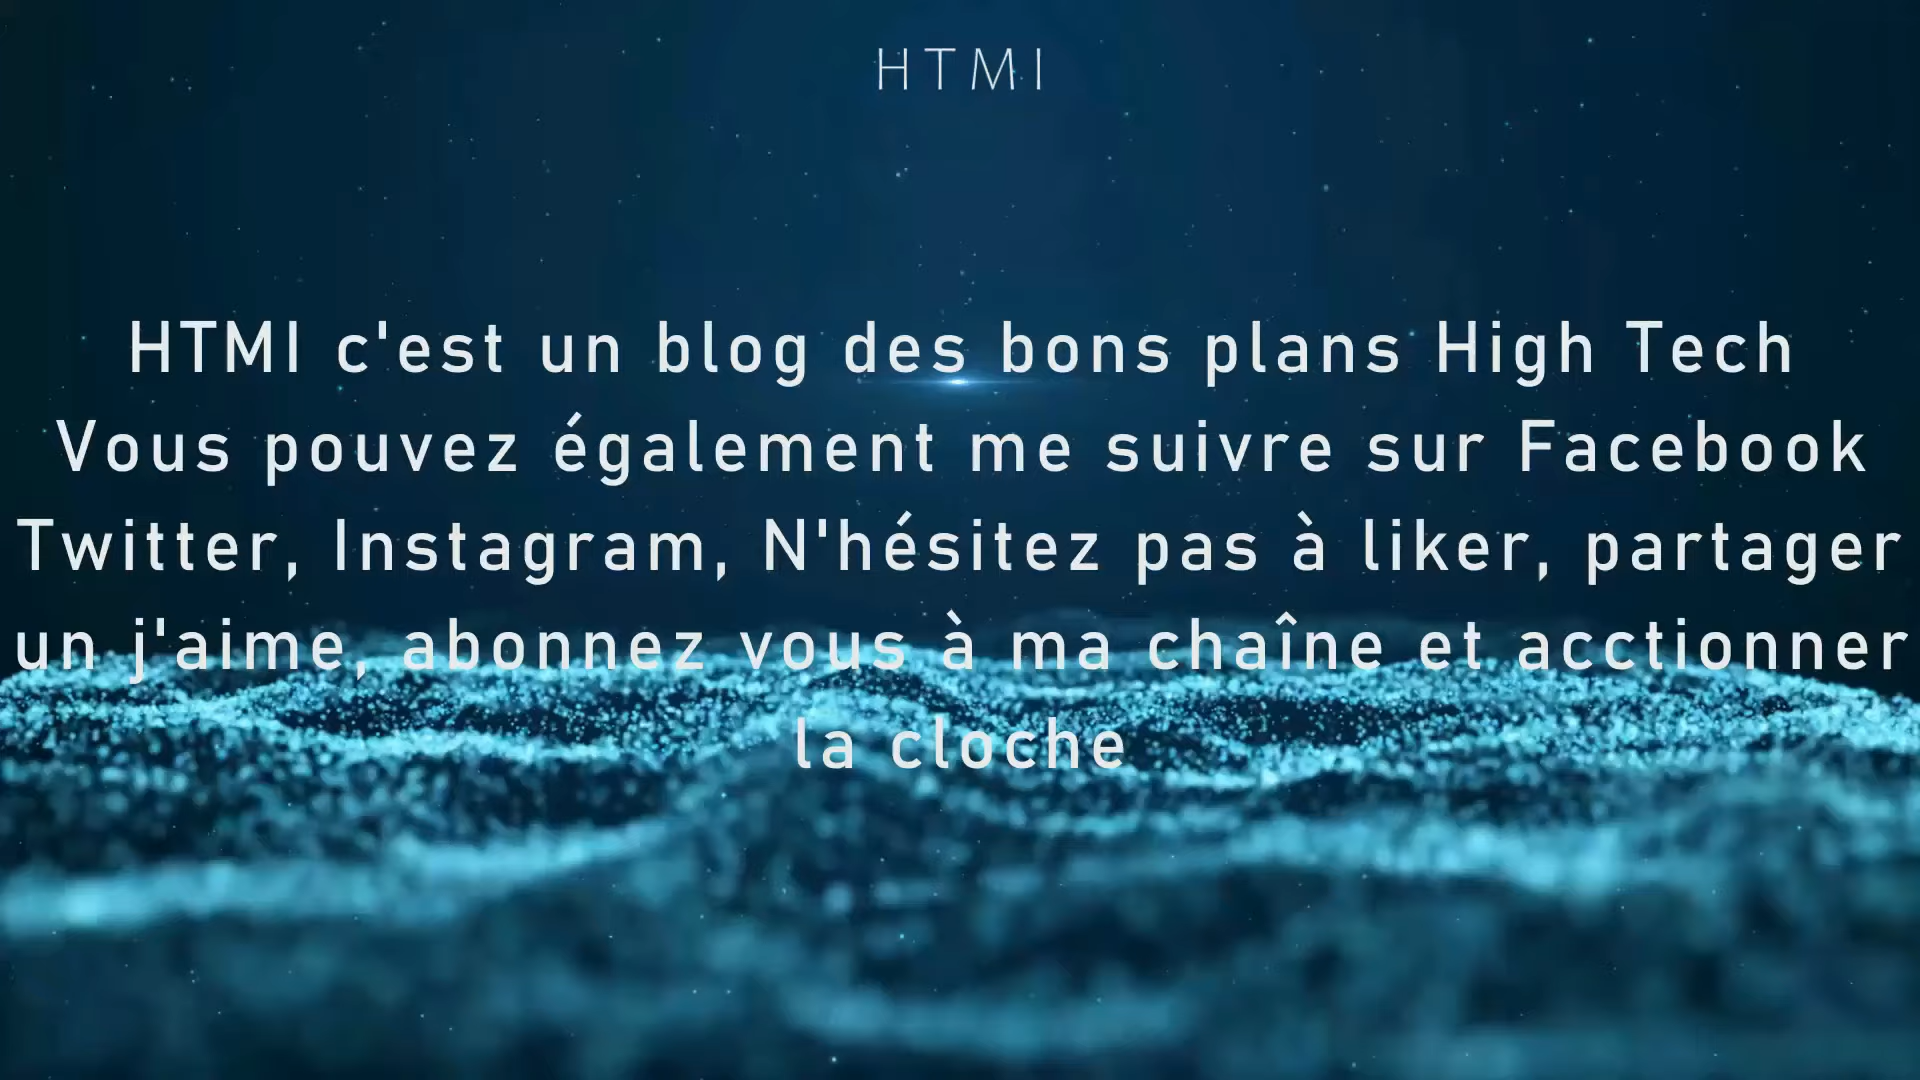 HTMI
HTMI c'est un blog des bons plans High Tech
Vous pouvez également me suivre sur Facebook
Twitter, Instagram, N'hésitez pas à liker, partager
un j'aime, abonnez vous à ma chaîne et acctionner
la cloche